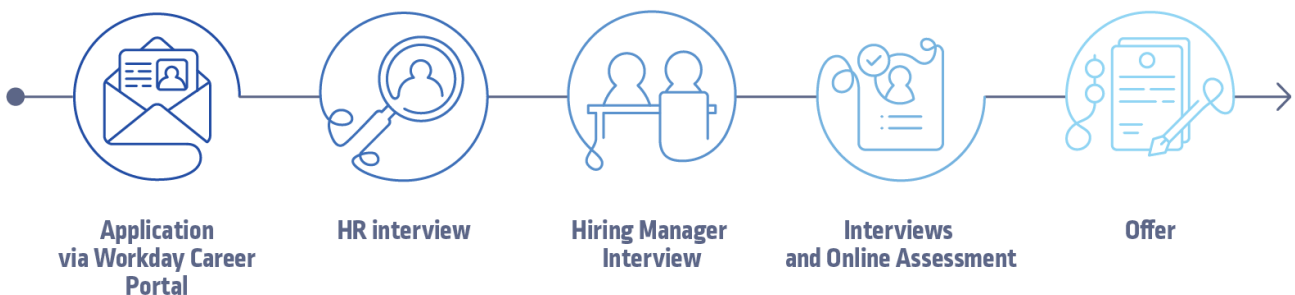 Application
via Workday Career
Portal
HR interview
Hiring Manager
Interview
Interviews
and Online Assessment
Offer